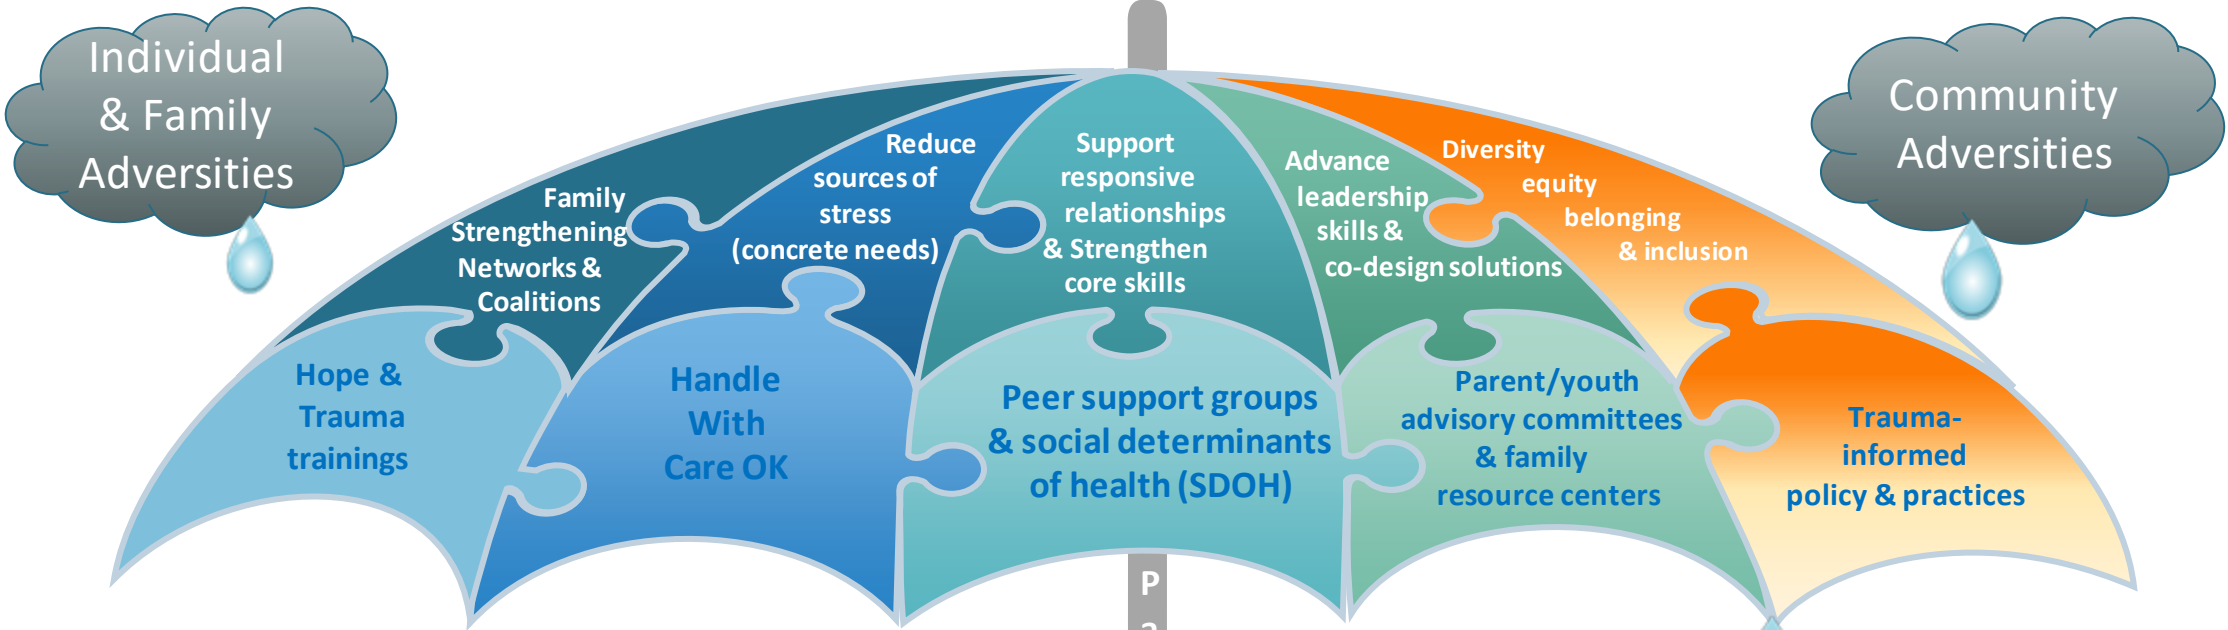 Individual
& Family
Adversities
Community
Adversities
Family
Strengthening
Networks &
Coalitions
Reduce
sources of
stress
(concrete needs)
Support
responsive
relationships
& Strengthen
core skills
Advance
leadership
skills &
co-design solutions
Diversity
equity
belonging
& inclusion
Hope &
Trauma
trainings
Handle
With
Care OK
Peer support groups
& social determinants
of health (SDOH)
Parent/youth
advisory committees
& family
resource centers
Trauma-
informed
policy & practices
P
a